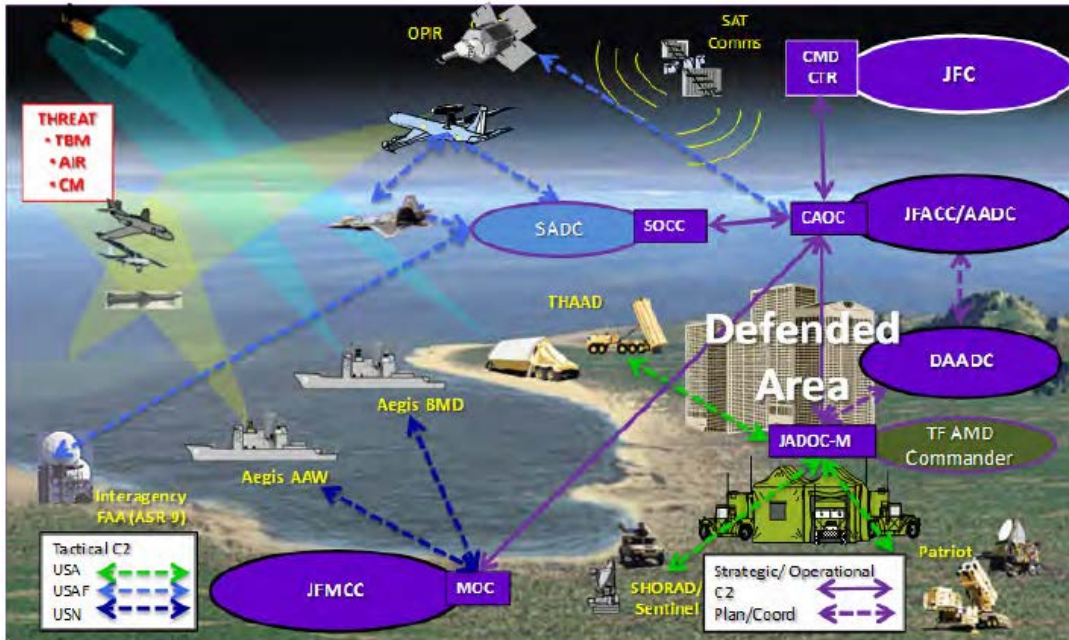 OPIR
SAT
Comms
CMD
CTR
JFC
THREAT
• TBM
• AIR
• CM
SADC
SOCC
CAOC
JFACC/AADC
THAAD
Defended
Area
DAADC
Aegis BMD
Aegis AAW
JADOC-M
TF AMD
Commander
Interagency
FAA (ASR-9)
Tactical C2
USA
USAF
USN
JFMCC
MOC
SHORAD/
Sentinel
Strategic/ Operational
C2
Plan/Coord
Patriot